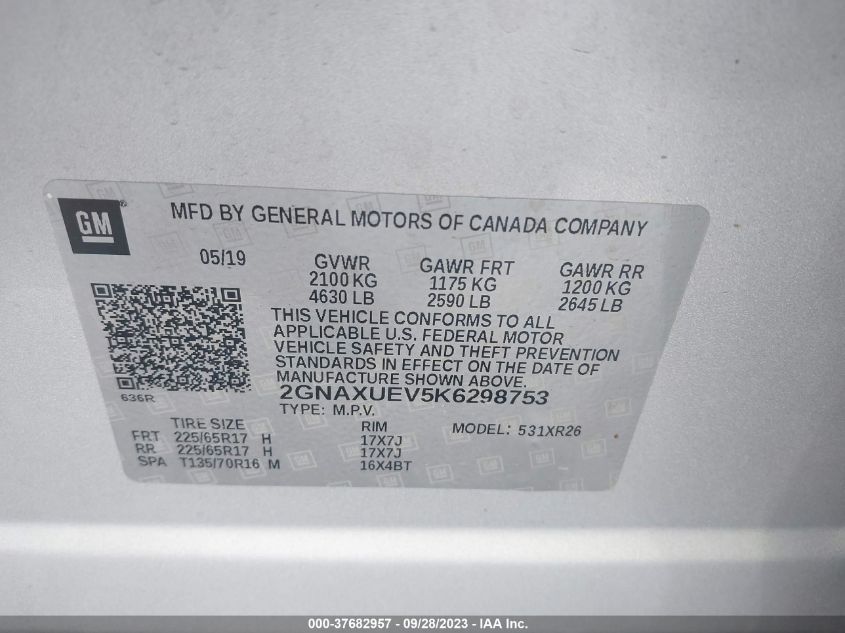 GM®
MFD BY GENERAL MOTORS OF CANADA COMPANY
05/19 GVWR GAWR FRT GAWR RR
2100 KG 1175 KG 1200 KG
4630 LB 2590 LB 2645 LB
THIS VEHICLE CONFORMS TO ALL
APPLICABLE U.S. FEDERAL MOTOR
VEHICLE SAFETY AND THEFT PREVENTION
STANDARDS IN EFFECT ON THE DATE OF
MANUFACTURE SHOWN ABOVE.
636R
2GNAXUEV5K6298753
TYPE: M.P.V.
TIRE SIZE RIM MODEL: 531XR26
FRT 225/65R17 H 17X7J
RR 225/65R17 H 17X7J
SPA T135/70R16 M 16X4BT
000-37682957 - 09/28/2023 - IAA Inc.